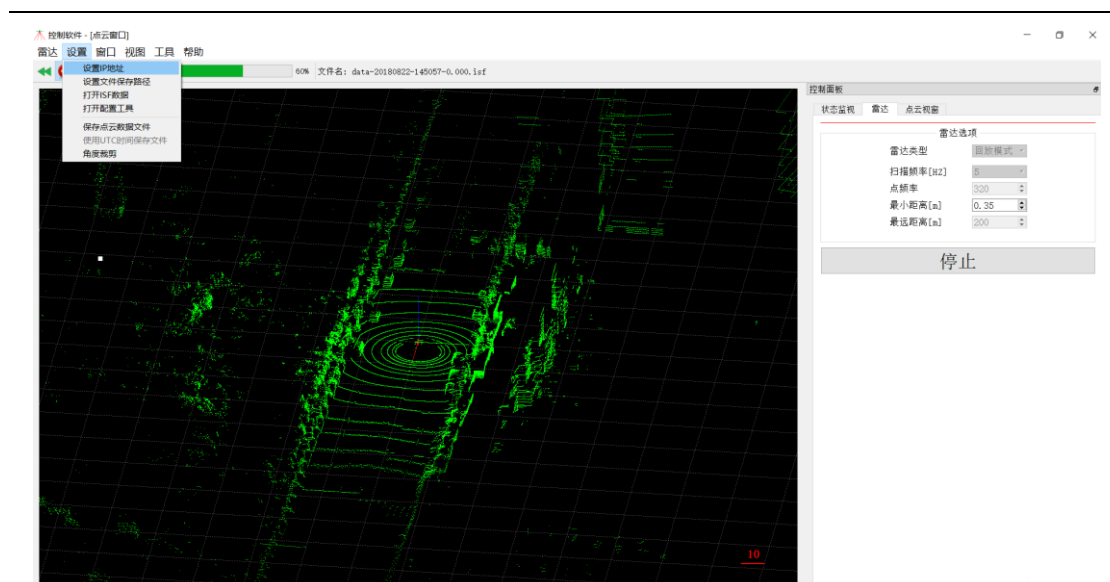 控制软件 - [点云窗口]
雷达 设置 窗口 视图 工具 帮助
60% 文件名: data-20180822-145057-0.000.isf
设置IP地址
设置文件保存路径
打开ISF数据
打开配置工具
保存点云数据文件
使用UTC时间保存文件
角度裁剪
10
控制面板
状态监视 雷达 点云视窗
雷达选项
雷达类型 回放模式
扫描频率[HZ] 5
点频率 320
最小距离[m] 0.35
最远距离[m] 200
停止